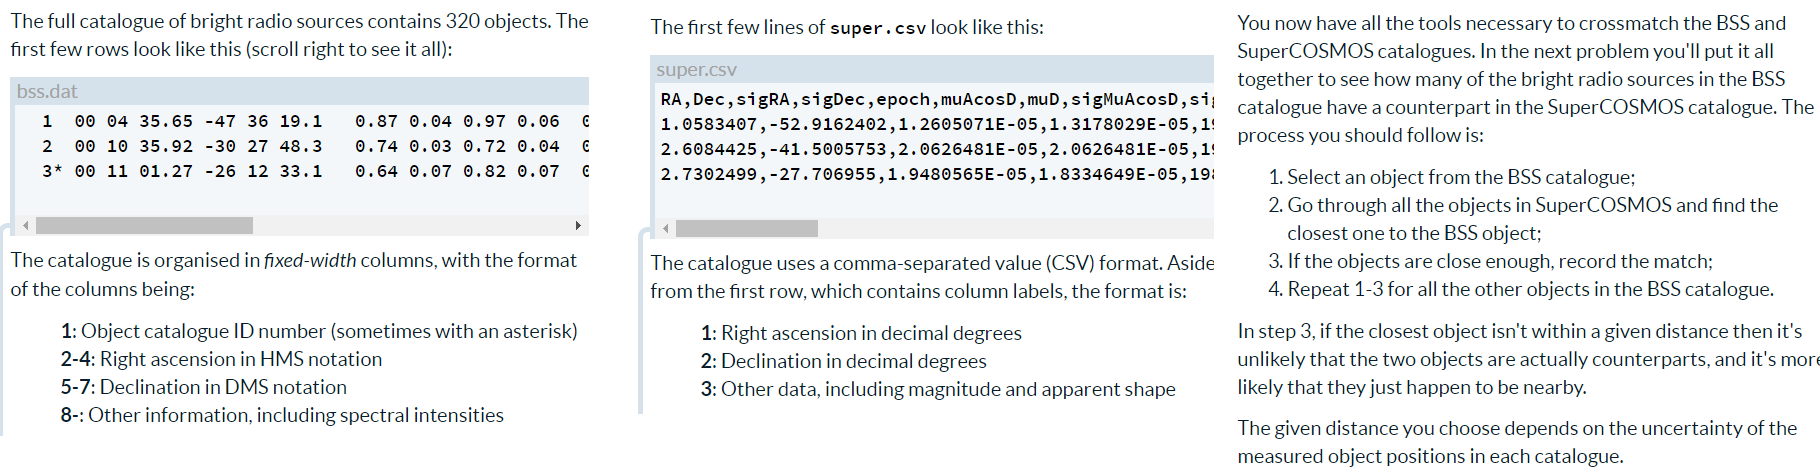 The full catalogue of bright radio sources contains 320 objects. The
first few rows look like this (scroll right to see it all):
bss.dat
1 00 04 35.65 -47 36 19.1 0.87 0.04 0.97 0.06
2 00 10 35.92 -30 27 48.3 0.74 0.03 0.72 0.04
3* 00 11 01.27 -26 12 33.1 0.64 0.07 0.82 0.07
The catalogue is organised in fixed-width columns, with the format
of the columns being:
1: Object catalogue ID number (sometimes with an asterisk)
2-4: Right ascension in HMS notation
5-7: Declination in DMS notation
8-: Other information, including spectral intensities
The first few lines of super.csv look like this:
super.csv
RA,Dec,sigRA,sigDec,epoch,muAcosD,muD,sigMuAcosD,sig
1.0583407,-52.9162402,1.2605071E-05,1.3178029E-05,19
2.6084425,-41.5005753,2.0626481E-05,2.0626481E-05,19
2.7302499,-27.706955,1.9480565E-05,1.8334649E-05,198
The catalogue uses a comma-separated value (CSV) format. Aside
from the first row, which contains column labels, the format is:
1: Right ascension in decimal degrees
2: Declination in decimal degrees
3: Other data, including magnitude and apparent shape
You now have all the tools necessary to crossmatch the BSS and
SuperCOSMOS catalogues. In the next problem you'll put it all
together to see how many of the bright radio sources in the BSS
catalogue have a counterpart in the SuperCOSMOS catalogue. The
process you should follow is:
1. Select an object from the BSS catalogue;
2. Go through all the objects in SuperCOSMOS and find the
closest one to the BSS object;
3. If the objects are close enough, record the match;
4. Repeat 1-3 for all the other objects in the BSS catalogue.
In step 3, if the closest object isn't within a given distance then it's
unlikely that the two objects are actually counterparts, and it's more
likely that they just happen to be nearby.
The given distance you choose depends on the uncertainty of the
measured object positions in each catalogue.